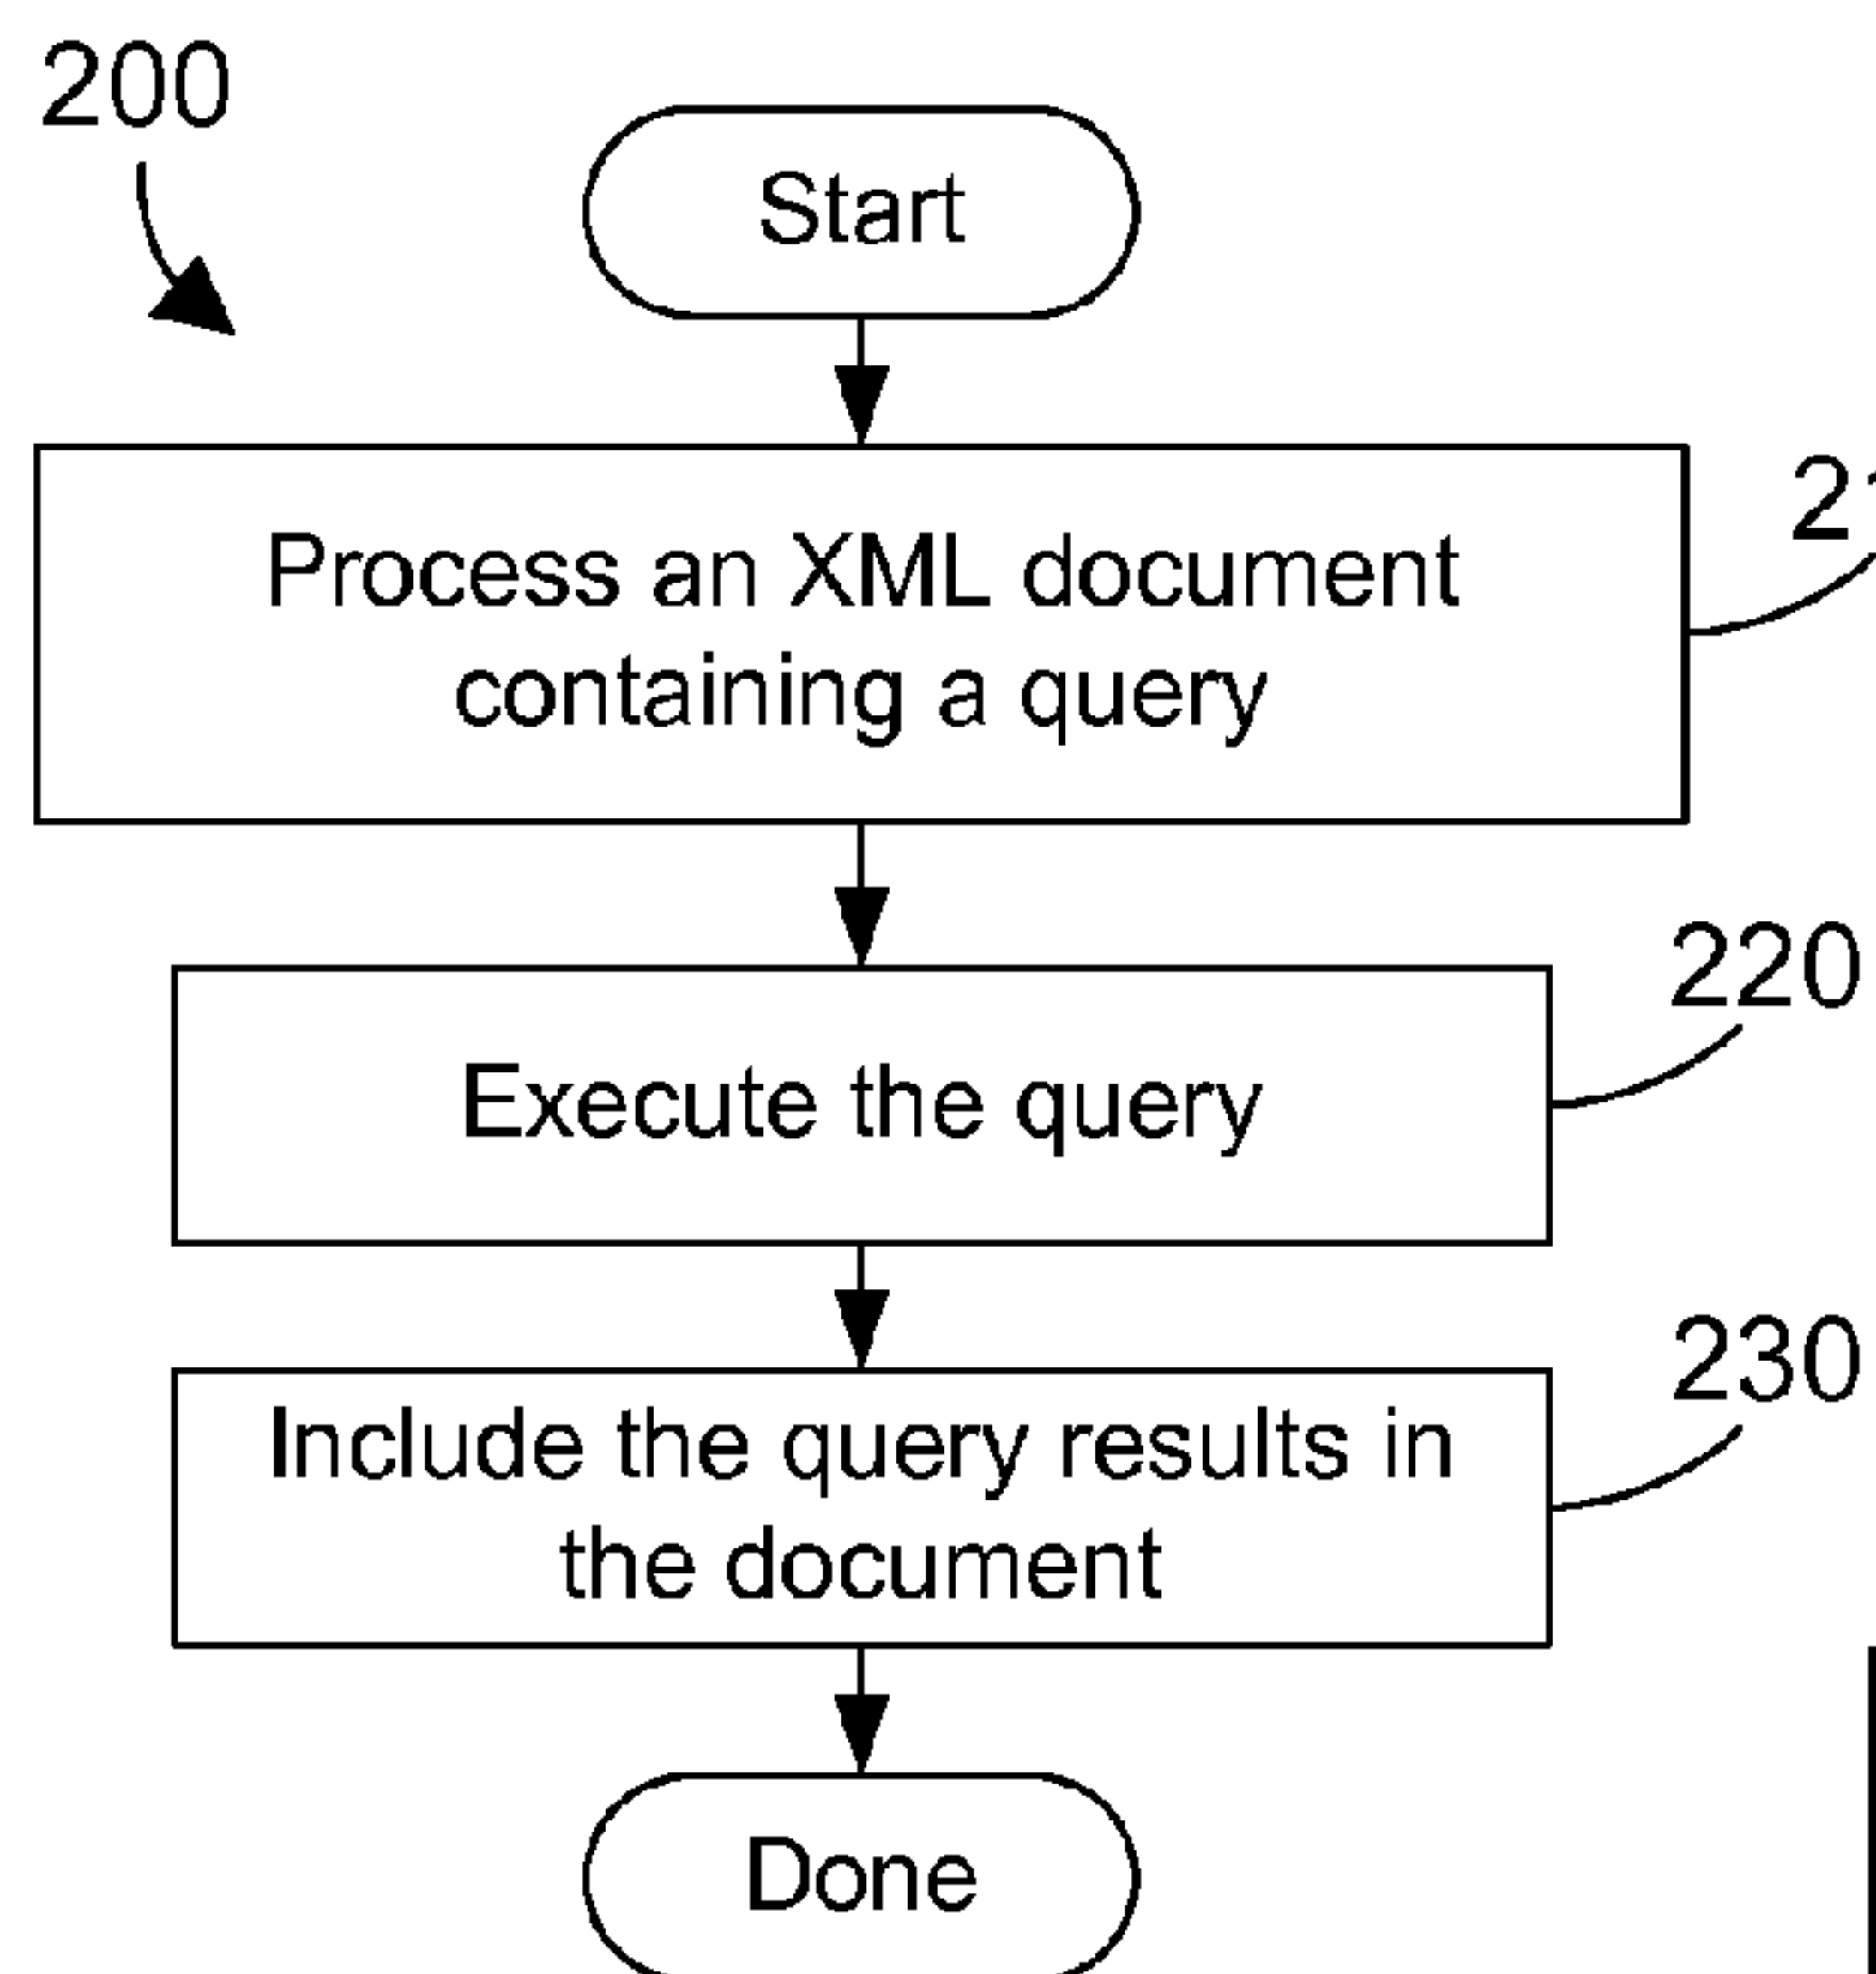 200
Start
Process an XML document
containing a query
220
Execute the query
230
Include the query results in
the document
Done